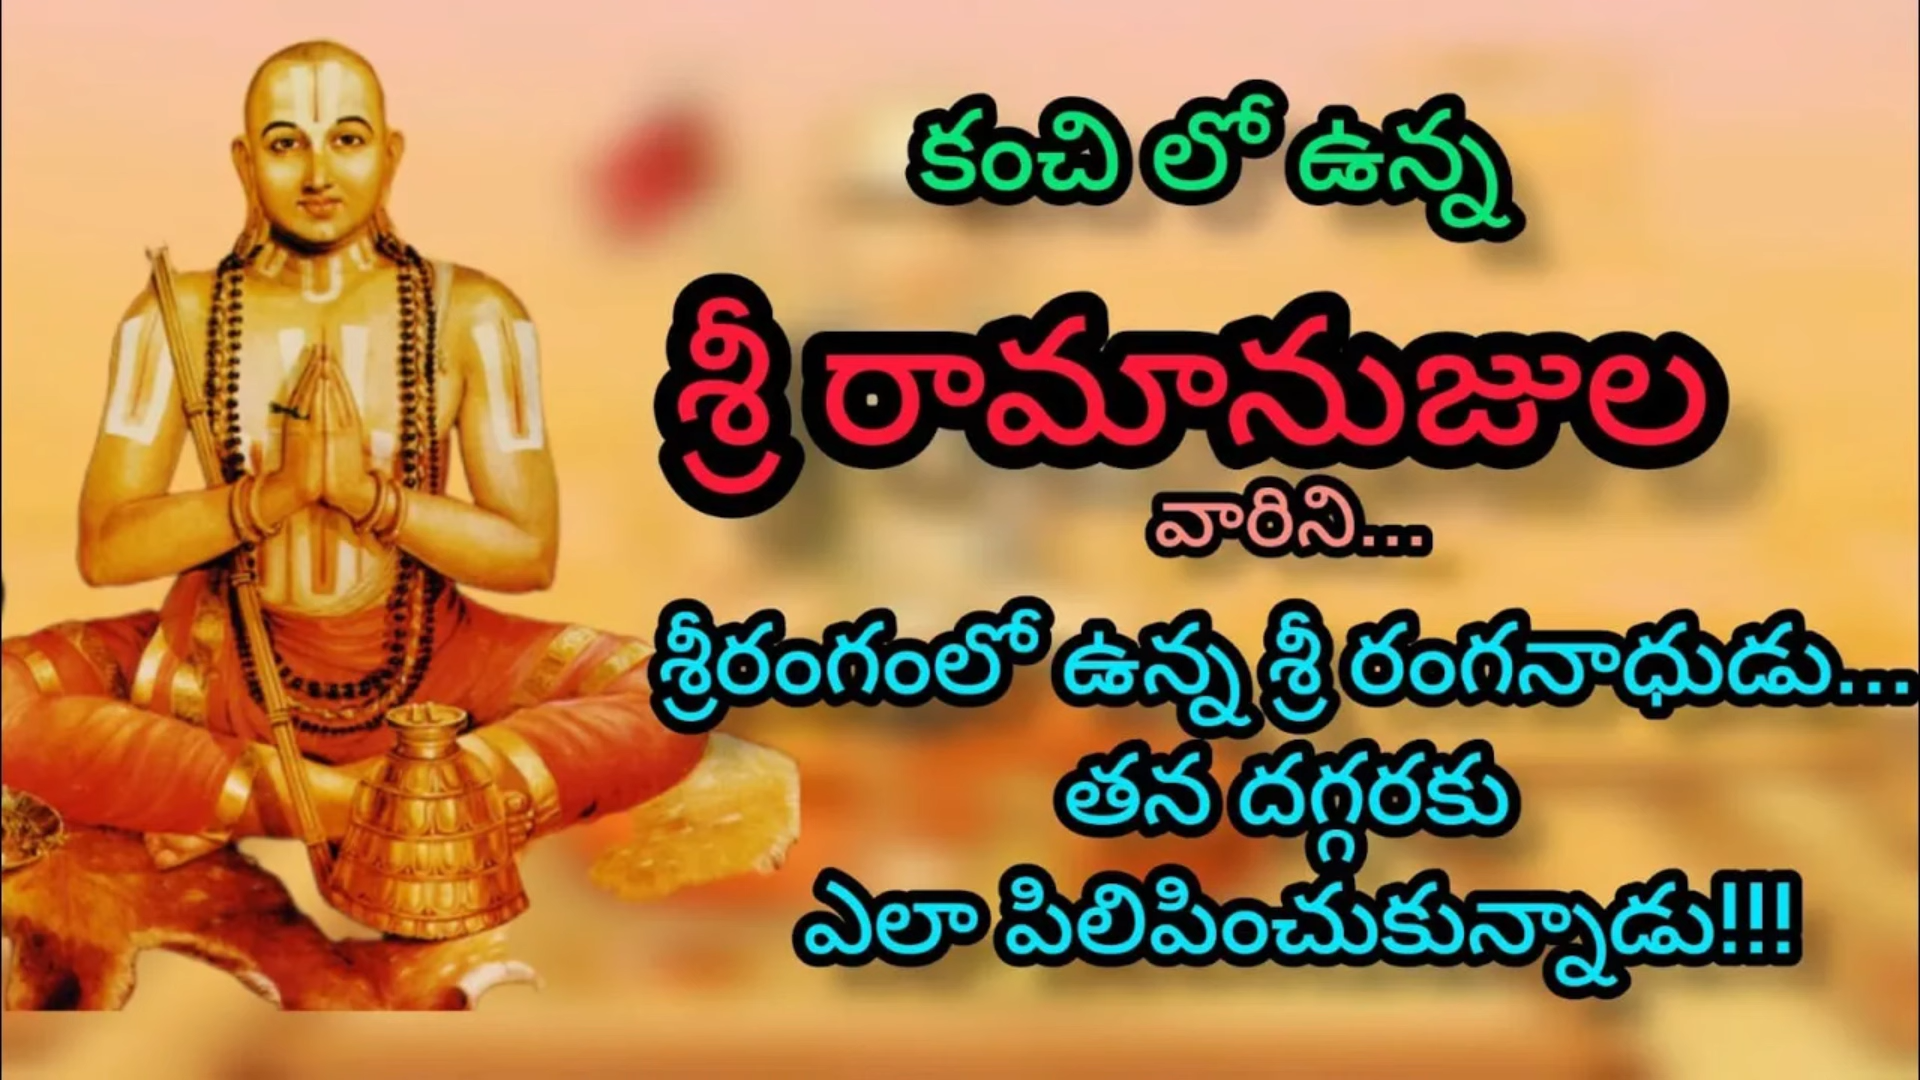 కంచి లో ఉన్న
శ్రీ రామానుజుల
వారిని...
శ్రీరంగంలో ఉన్న శ్రీ రంగనాధుడు...
తన దగ్గరకు
ఎలా పిలిపించుకున్నాడు!!!